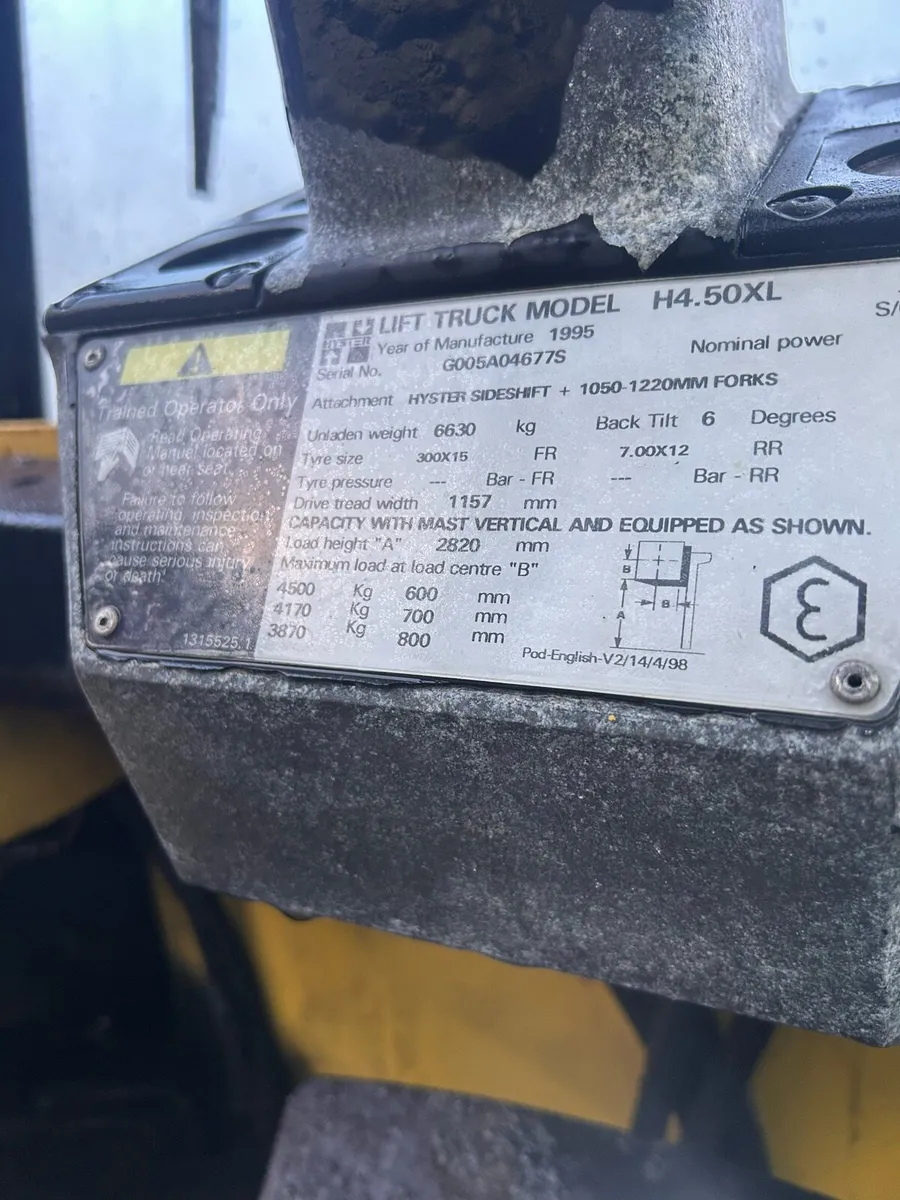 Trained Operator Only
Read Operating
Manual located on
or near seat.
Failure to follow
operating, inspection
and maintenance
instructions can
cause serious injury
or death.
1315525.1
HYSTER
LIFT TRUCK MODEL H4.50XL
S/
Year of Manufacture 1995
Nominal power
Serial No. G005A04677S
Attachment HYSTER SIDESHIFT + 1050-1220MM FORKS
Unladen weight 6630 kg Back Tilt 6 Degrees
Tyre size 300X15 FR 7.00X12 RR
Tyre pressure --- Bar - FR --- Bar - RR
Drive tread width 1157 mm
CAPACITY WITH MAST VERTICAL AND EQUIPPED AS SHOWN.
Load height "A" 2820 mm
Maximum load at load centre "B"
4500 Kg 600 mm
4170 Kg 700 mm
3870 Kg 800 mm
B
B
A
Pod-English-V2/14/4/98